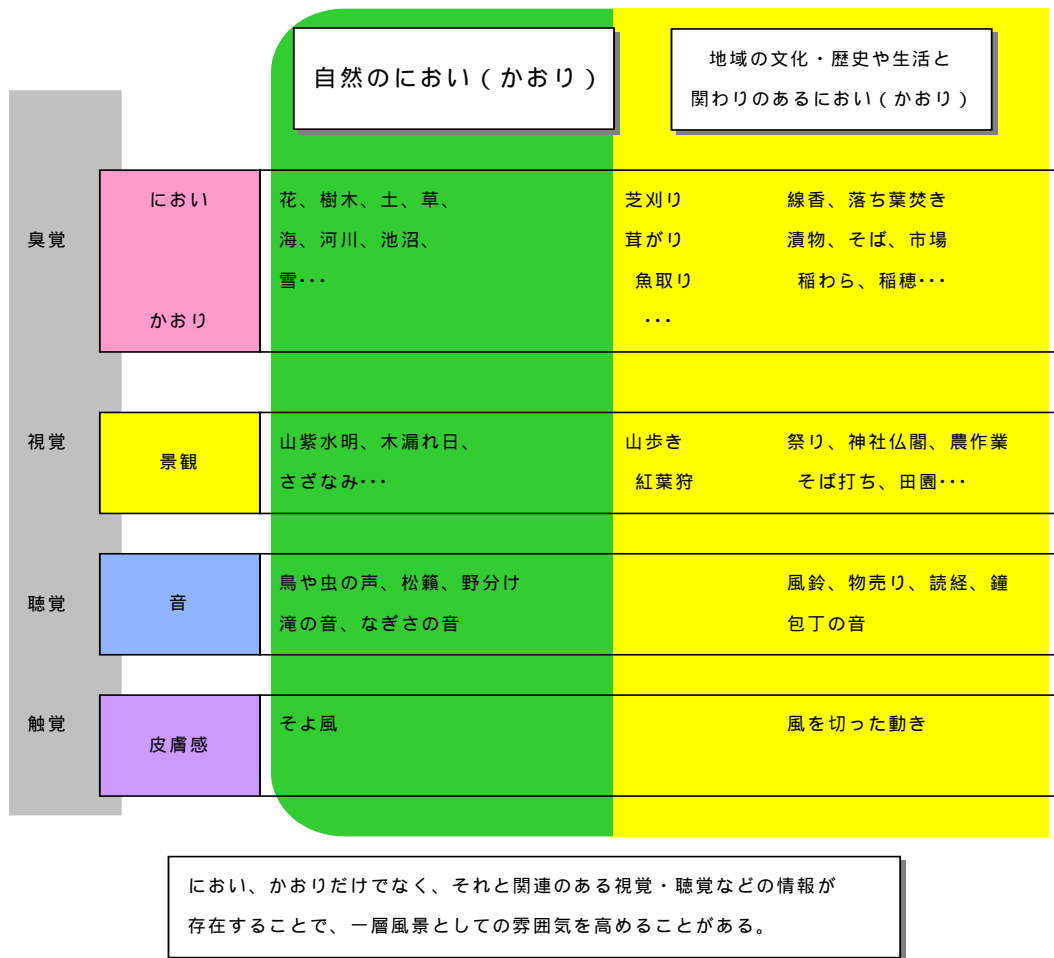 自然のにおい（かおり）
地域の文化・歴史や生活と
関わりのあるにおい（かおり）
臭覚
におい
かおり
花、樹木、土、草、
海、河川、池沼、
雪･･･
芝刈り
茸がり
魚取り
･･･
線香、落ち葉焚き
漬物、そば、市場
稲わら、稲穂･･･
視覚
景観
山紫水明、木漏れ日、
さざなみ･･･
山歩き
紅葉狩
祭り、神社仏閣、農作業
そば打ち、田園･･･
聴覚
音
鳥や虫の声、松籟、野分け
滝の音、なぎさの音
風鈴、物売り、読経、鐘
包丁の音
触覚
皮膚感
そよ風
風を切った動き
におい、かおりだけでなく、それと関連のある視覚・聴覚などの情報が
存在することで、一層風景としての雰囲気を高めることがある。